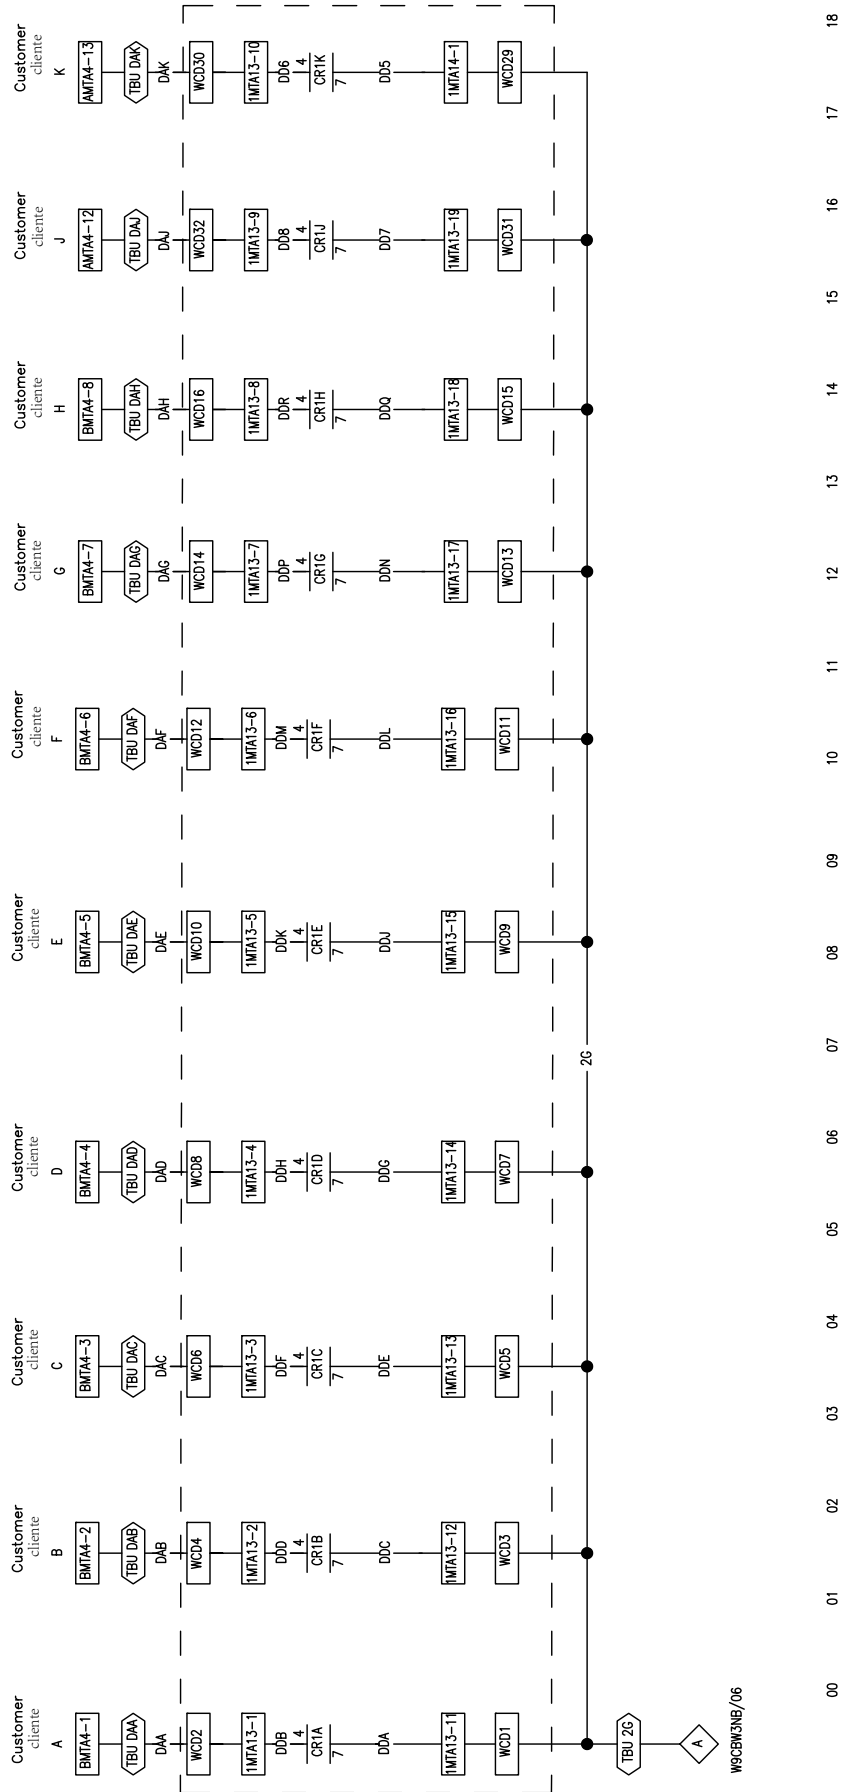 Customer
cliente
A
BMTA4-1
TBU DAA
DAA
WCD2
1MTA13-1
DDB
4
CR1A
7
DDA
1MTA13-11
WCD1
TBU 2G
A
W9CBW3NB/06
Customer
cliente
B
BMTA4-2
TBU DAB
DAB
WCD4
1MTA13-2
DDD
4
CR1B
7
DDC
1MTA13-12
WCD3
Customer
cliente
C
BMTA4-3
TBU DAC
DAC
WCD6
1MTA13-3
DDF
4
CR1C
7
DDE
1MTA13-13
WCD5
Customer
cliente
D
BMTA4-4
TBU DAD
DAD
WCD8
1MTA13-4
DDH
4
CR1D
7
DDG
1MTA13-14
WCD7
2G
Customer
cliente
E
BMTA4-5
TBU DAE
DAE
WCD10
1MTA13-5
DDK
4
CR1E
7
DDJ
1MTA13-15
WCD9
Customer
cliente
F
BMTA4-6
TBU DAF
DAF
WCD12
1MTA13-6
DDM
4
CR1F
7
DDL
1MTA13-16
WCD11
Customer
cliente
G
BMTA4-7
TBU DAG
DAG
WCD14
1MTA13-7
DDP
4
CR1G
7
DDN
1MTA13-17
WCD13
Customer
cliente
H
BMTA4-8
TBU DAH
DAH
WCD16
1MTA13-8
DDR
4
CR1H
7
DDQ
1MTA13-18
WCD15
Customer
cliente
J
AMTA4-12
TBU DAJ
DAJ
WCD32
1MTA13-9
DD8
4
CR1J
7
DD7
1MTA13-19
WCD31
Customer
cliente
K
AMTA4-13
TBU DAK
DAK
WCD30
1MTA13-10
DD6
4
CR1K
7
DD5
1MTA14-1
WCD29
00
01
02
03
04
05
06
07
08
09
10
11
12
13
14
15
16
17
18